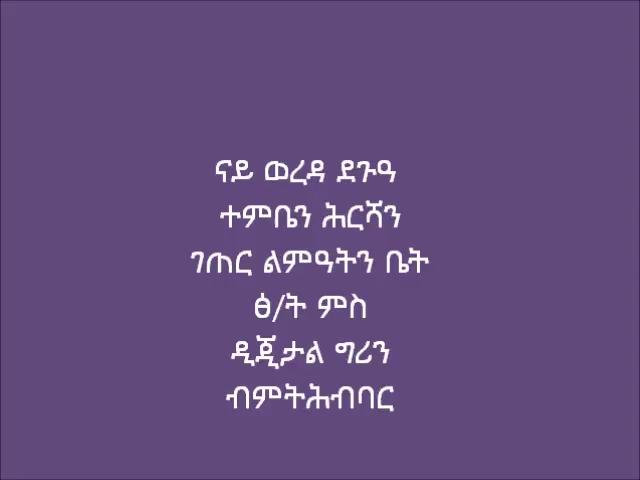 ናይ ወረዳ ደጉዓ
ተምቤን ሕርሻን
ገጠር ልምዓትን ቤት
ፅ/ት ምስ
ዲጂታል ግሪን
ብምትሕብባር